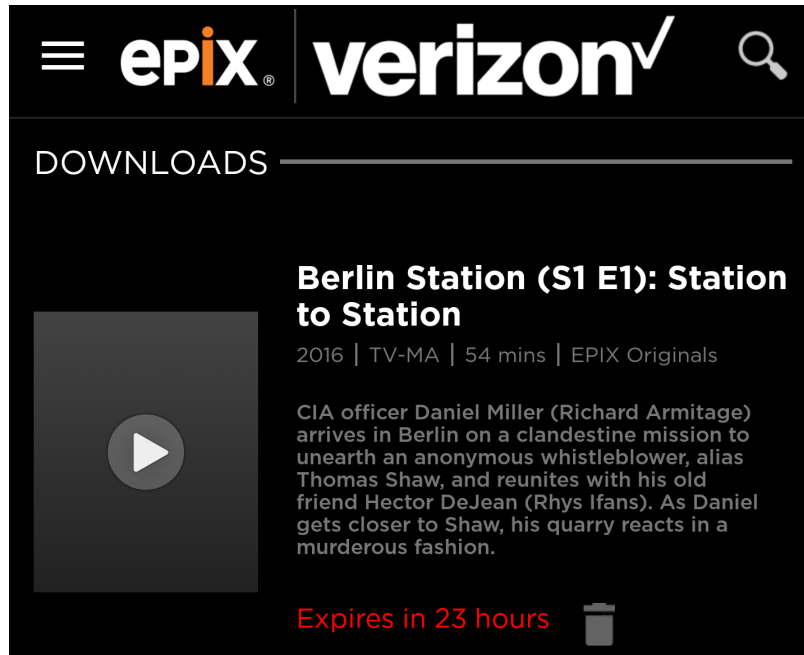 epix® verizon✓
DOWNLOADS
Berlin Station (S1 E1): Station
to Station
2016 | TV-MA | 54 mins | EPIX Originals
CIA officer Daniel Miller (Richard Armitage)
arrives in Berlin on a clandestine mission to
unearth an anonymous whistleblower, alias
Thomas Shaw, and reunites with his old
friend Hector DeJean (Rhys Ifans). As Daniel
gets closer to Shaw, his quarry reacts in a
murderous fashion.
Expires in 23 hours